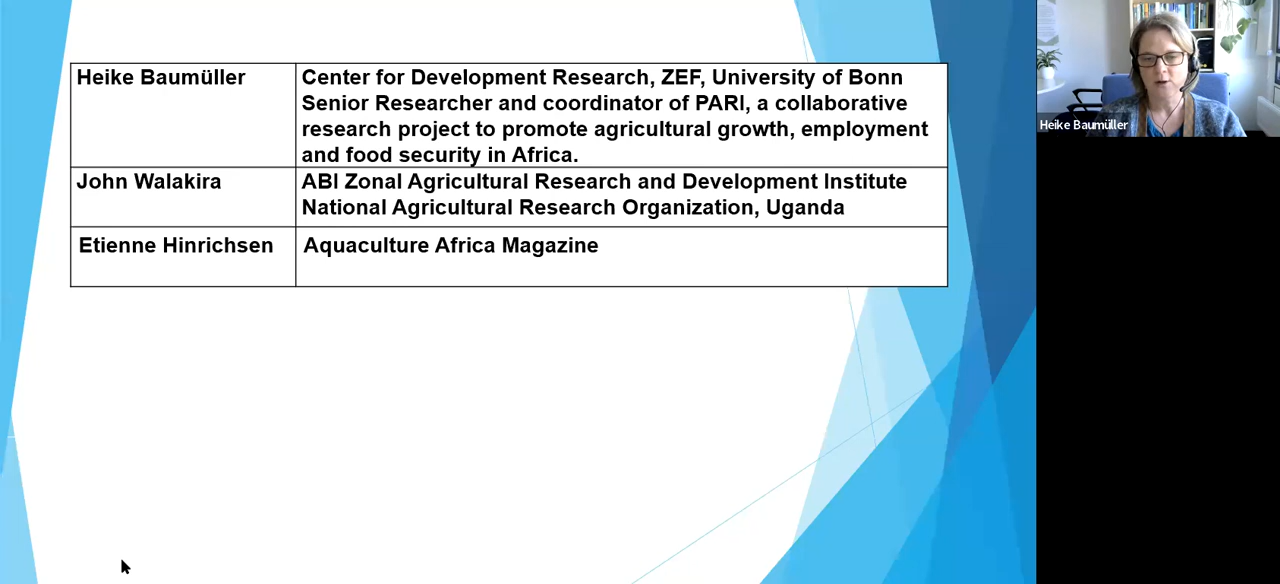 Heike Baumüller
Center for Development Research, ZEF, University of Bonn
Senior Researcher and coordinator of PARI, a collaborative
research project to promote agricultural growth, employment
and food security in Africa.
John Walakira
ABI Zonal Agricultural Research and Development Institute
National Agricultural Research Organization, Uganda
Etienne Hinrichsen
Aquaculture Africa Magazine
Heike Baumüller